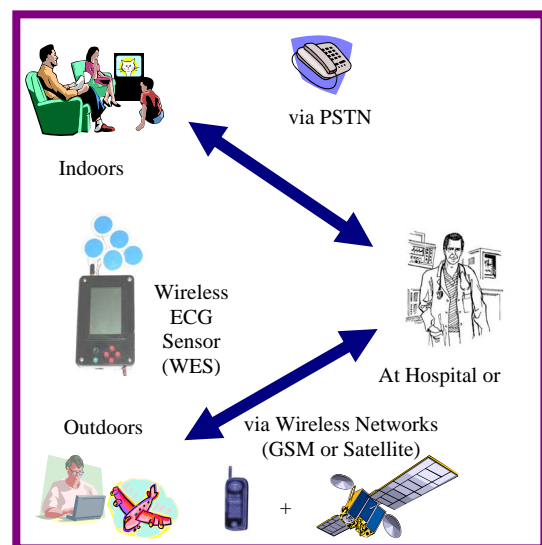 via PSTN
Indoors
Wireless
ECG
Sensor
(WES)
At Hospital or
Outdoors
via Wireless Networks
(GSM or Satellite)
+